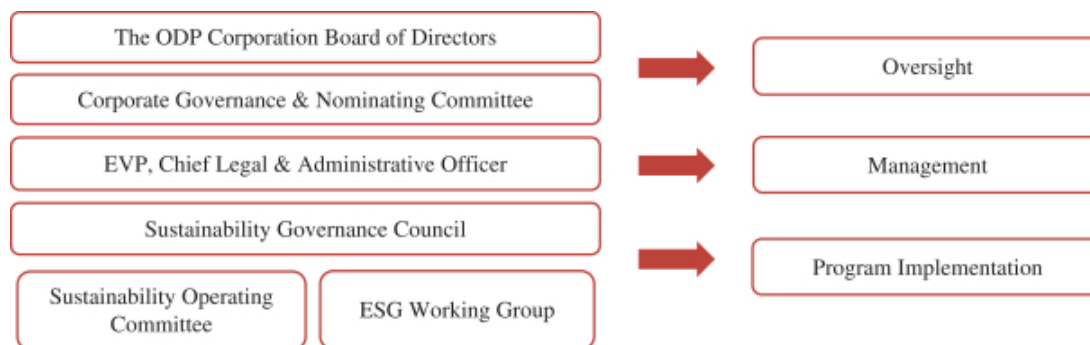 The ODP Corporation Board of Directors
Oversight
Corporate Governance & Nominating Committee
EVP, Chief Legal & Administrative Officer
Management
Sustainability Governance Council
Program Implementation
Sustainability Operating
Committee
ESG Working Group